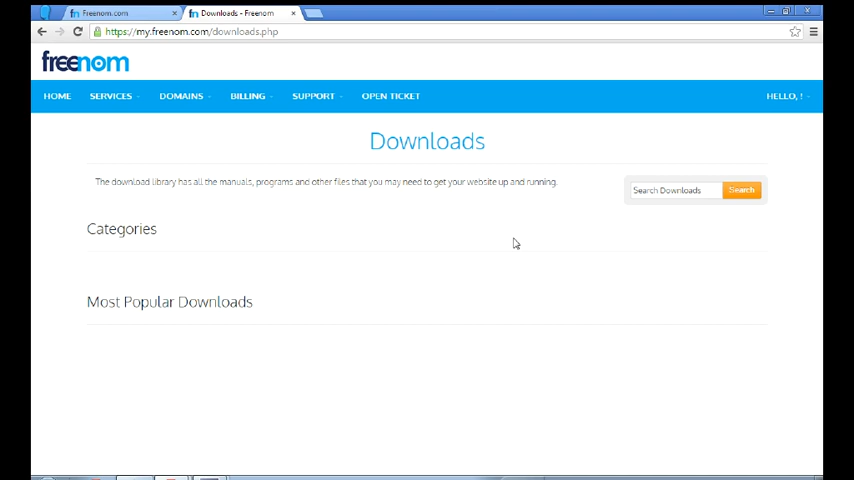 Freenom.com
Downloads - Freenom
https://my.freenom.com/downloads.php
freenom
HOME SERVICES DOMAINS BILLING SUPPORT OPEN TICKET HELLO, !
Downloads
The download library has all the manuals, programs and other files that you may need to get your website up and running.
Search Downloads Search
Categories
Most Popular Downloads